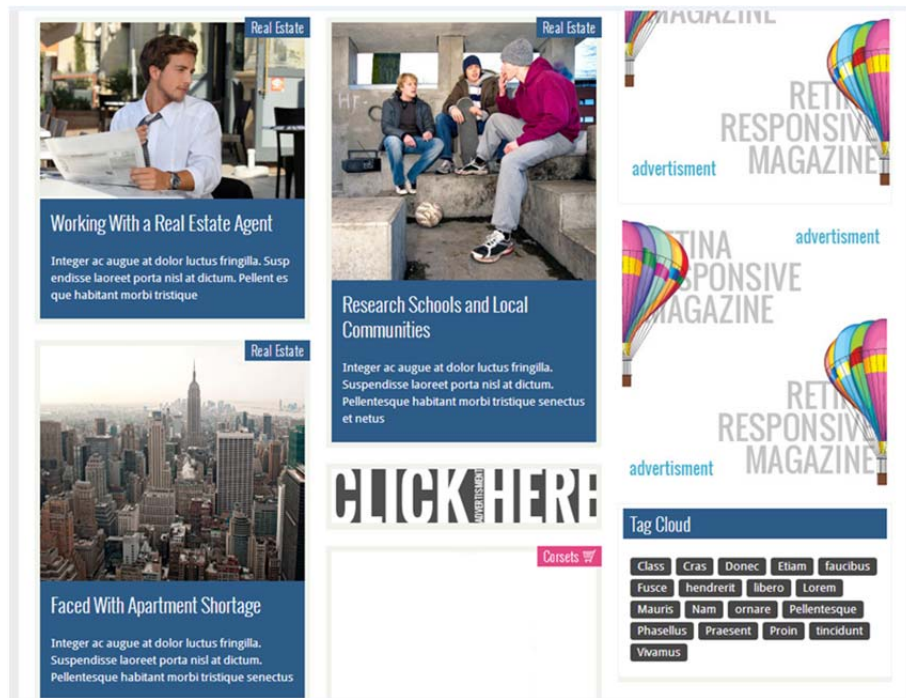 Real Estate
Working With a Real Estate Agent
Integer ac augue at dolor luctus fringilla. Susp
endisse laoreet porta nisl at dictum. Pellent es
que habitant morbi tristique
Real Estate
Faced With Apartment Shortage
Integer ac augue at dolor luctus fringilla.
Suspendisse laoreet porta nisl at dictum.
Pellentesque habitant morbi tristique senectus
Real Estate
Research Schools and Local
Communities
Integer ac augue at dolor luctus fringilla.
Suspendisse laoreet porta nisl at dictum.
Pellentesque habitant morbi tristique senectus
et netus
CLICK ADVERTISMENT HERE
Corsets
MAGAZINE
RETINA
RESPONSIVE
MAGAZINE
advertisment
advertisment
RETINA
RESPONSIVE
MAGAZINE
RETINA
RESPONSIVE
MAGAZINE
advertisment
Tag Cloud
Class Cras Donec Etiam faucibus
Fusce hendrerit libero Lorem
Mauris Nam ornare Pellentesque
Phasellus Praesent Proin tincidunt
Vivamus